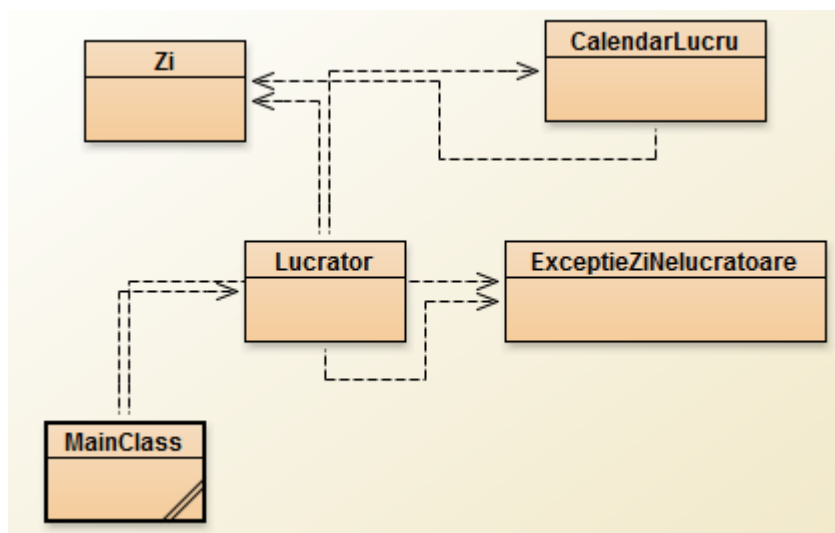 Zi
CalendarLucru
Lucrator
ExceptieZiNelucratoare
MainClass